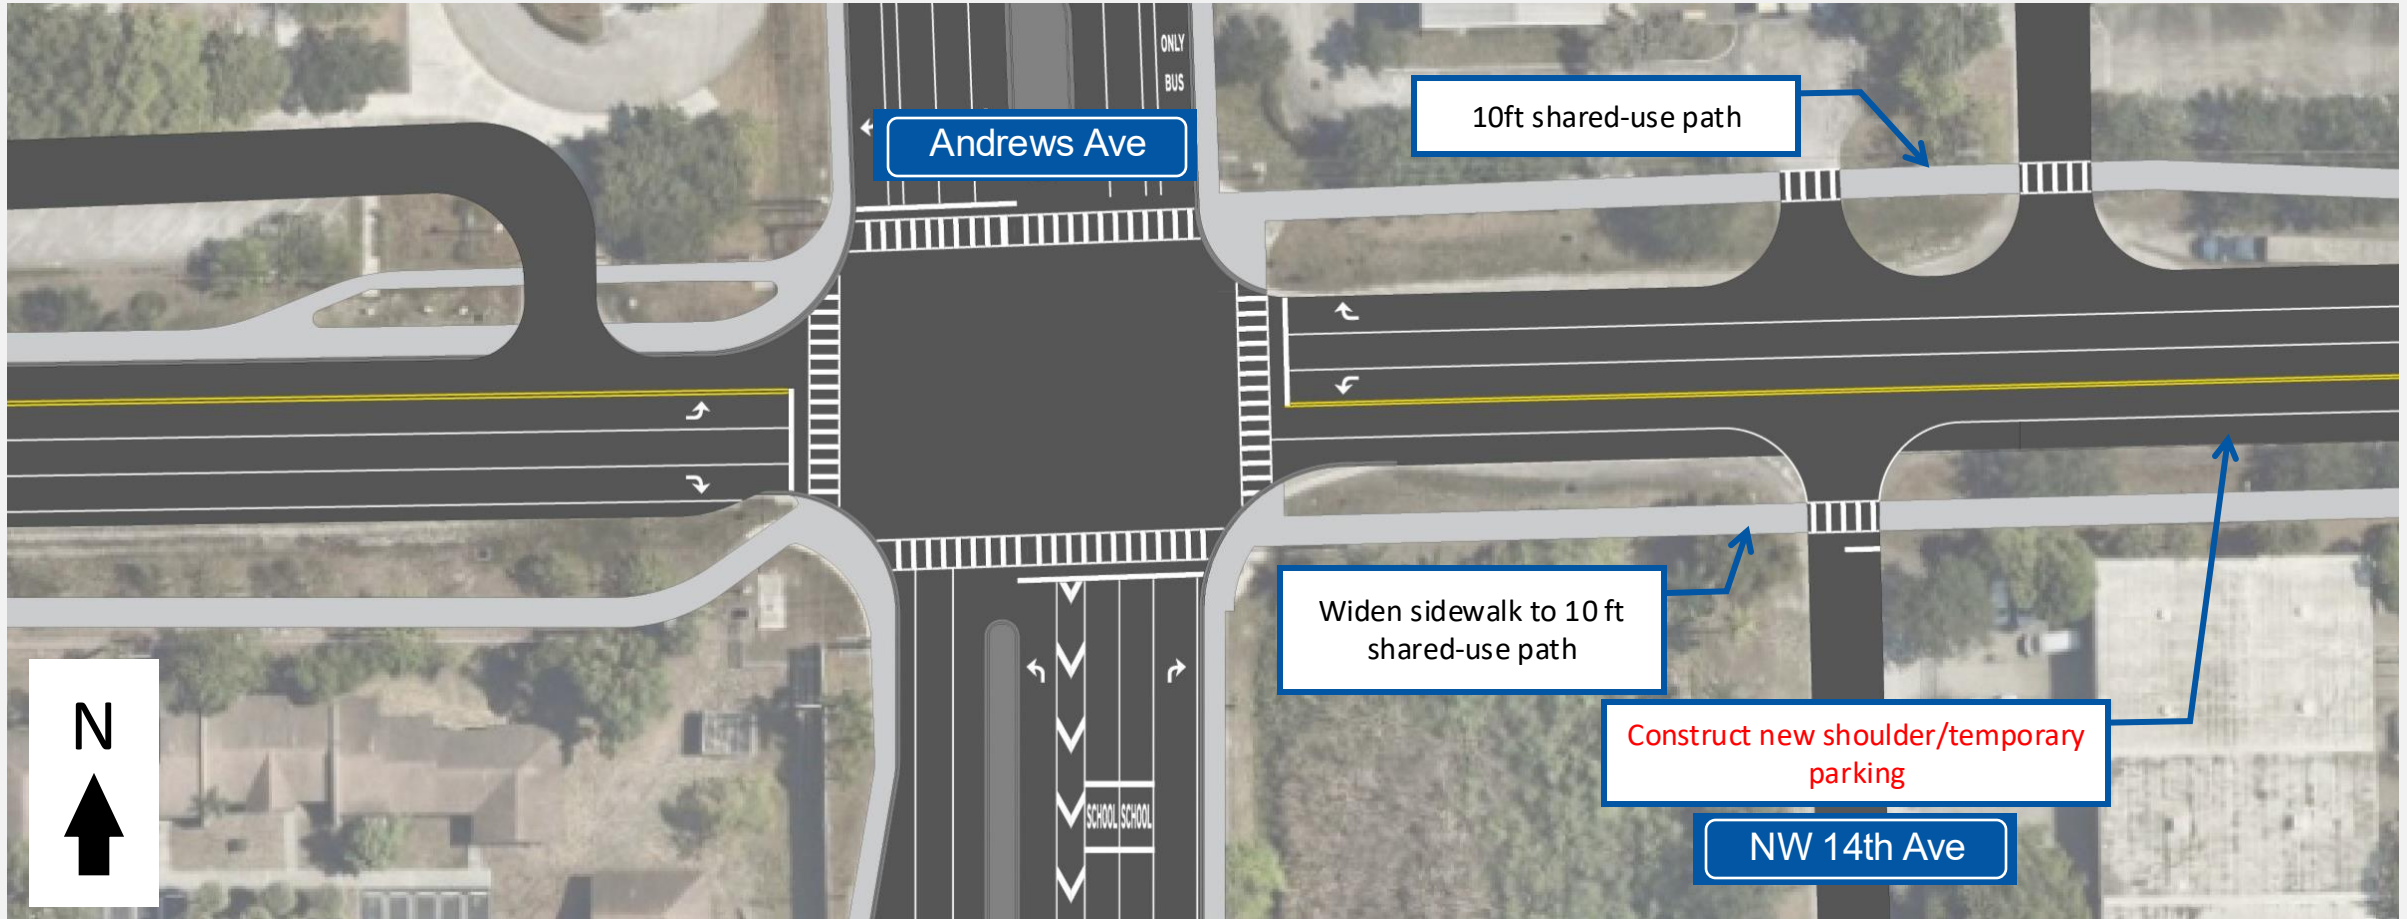 ONLY
BUS
Andrews Ave
10ft shared-use path
Widen sidewalk to 10 ft
shared-use path
Construct new shoulder/temporary
parking
N
SCHOOL SCHOOL
NW 14th Ave